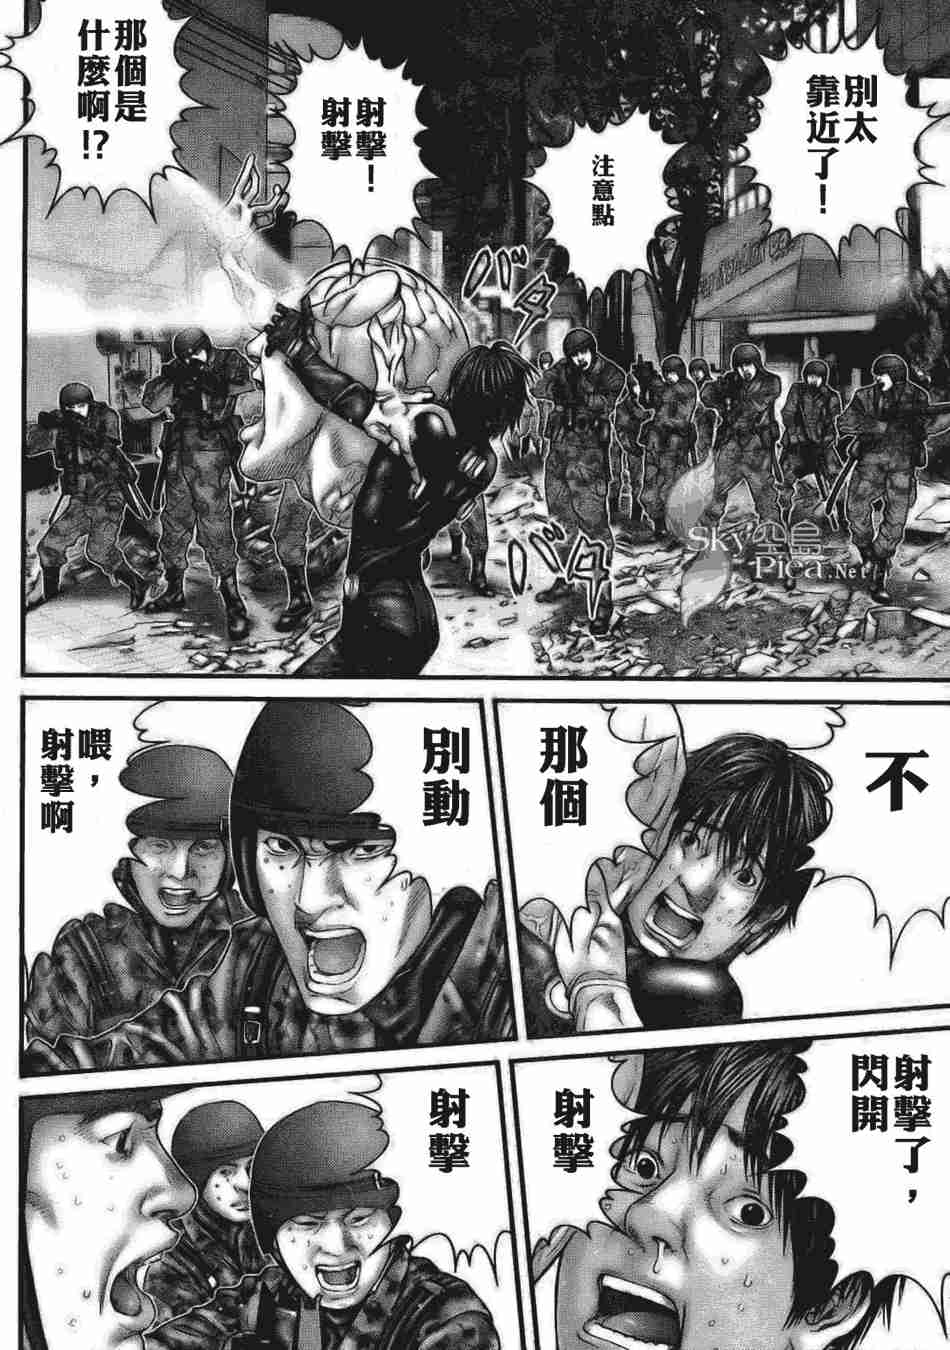 別太
靠近了！
注意點
射擊！
射擊
那個是
什麼啊!?
バタ
バタ
Sky空島
Pica.Net
不
那個
別動
喂，
射擊啊
射擊了，
閃開
射擊
射擊